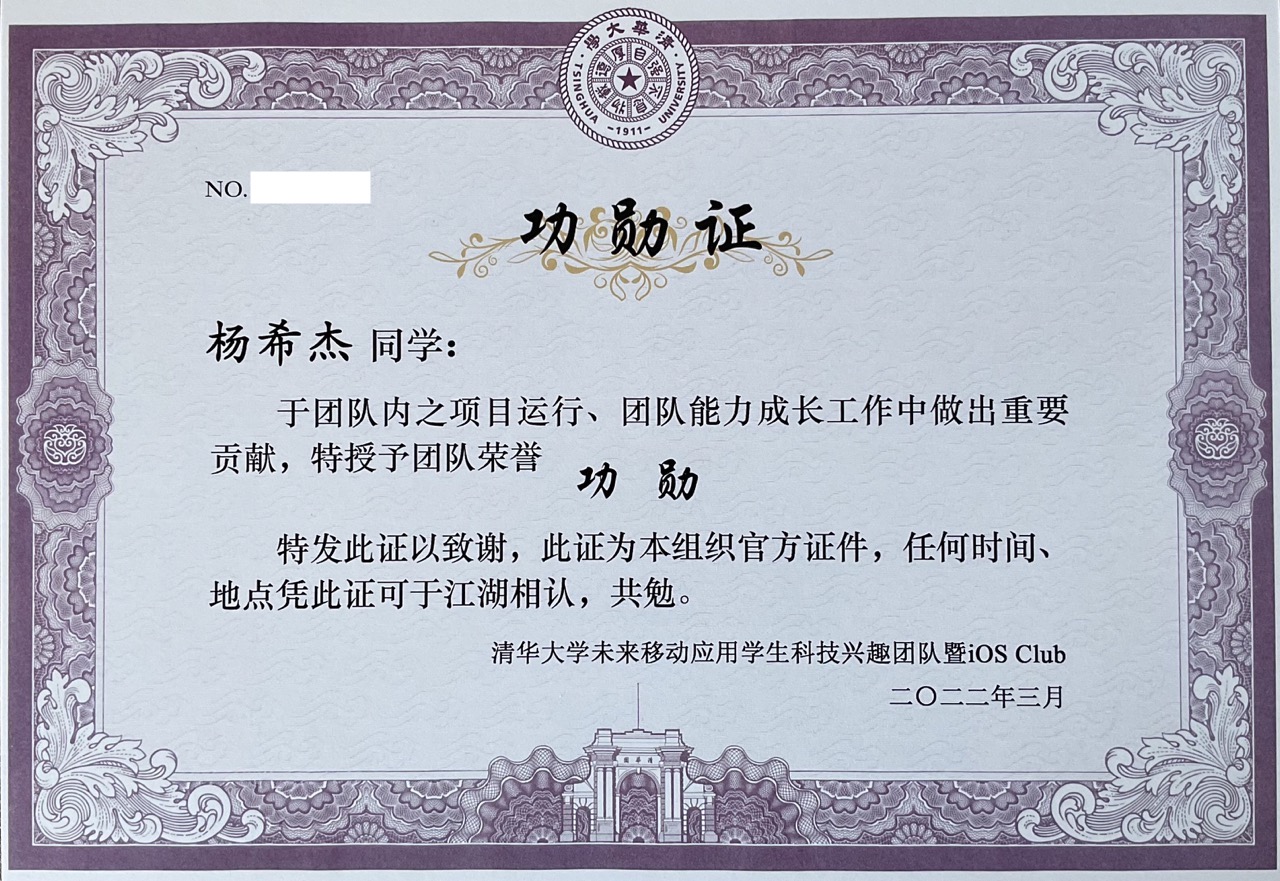 清華大學
自强不息厚德載物
TSINGHUA UNIVERSITY
–1911–
NO.
功勋证
杨希杰 同学：
于团队内之项目运行、团队能力成长工作中做出重要
贡献，特授予团队荣誉
功 勋
特发此证以致谢，此证为本组织官方证件，任何时间、
地点凭此证可于江湖相认，共勉。
清华大学未来移动应用学生科技兴趣团队暨iOS Club
二〇二二年三月
清華園